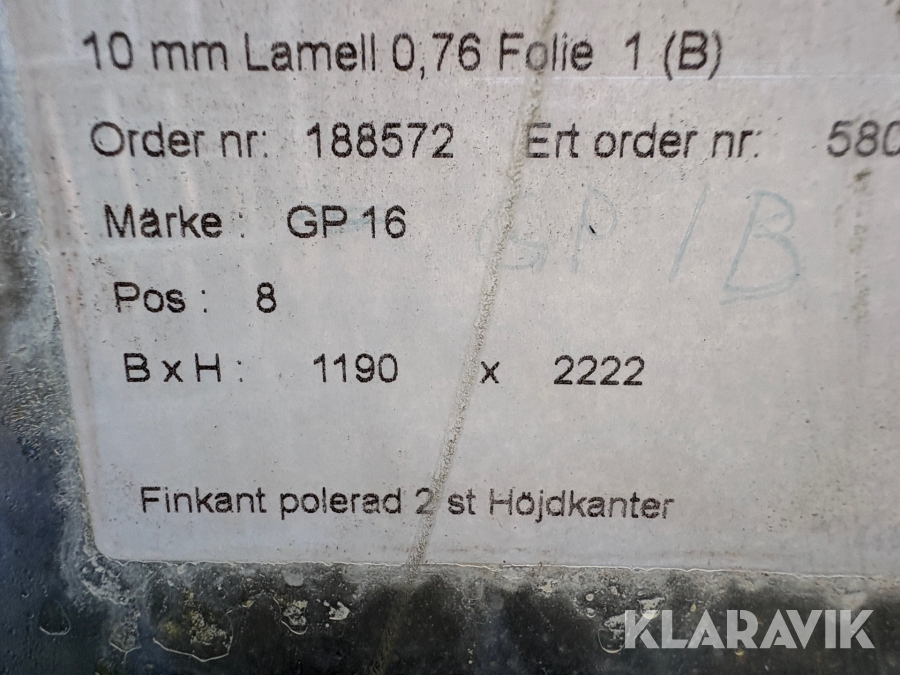 10 mm Lamell 0,76 Folie 1 (B)
Order nr: 188572 Ert order nr: 580
Märke : GP 16
GP 1B
Pos : 8
B x H : 1190 x 2222
Finkant polerad 2 st Höjdkanter
KLARAVIK